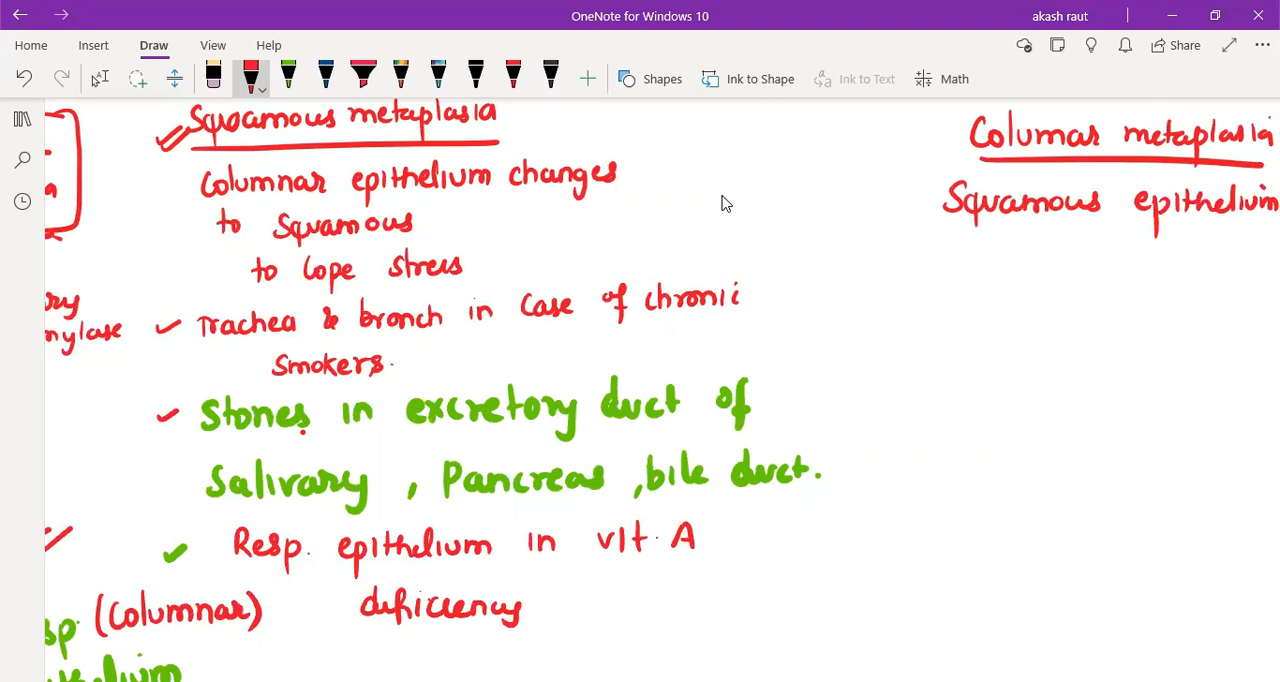 OneNote for Windows 10
akash raut
Home Insert Draw View Help
Share
Shapes Ink to Shape Ink to Text Math
Squamous metaplasia
Columnar epithelium changes
to Squamous
to Cope stress
Trachea & bronch in Case of chronic
Smokers.
Stones in excretory duct of
Salivary , Pancreas , bile duct.
Resp. epithelium in vit. A
(Columnar) deficiency
Columar metaplasia
Squamous epithelium